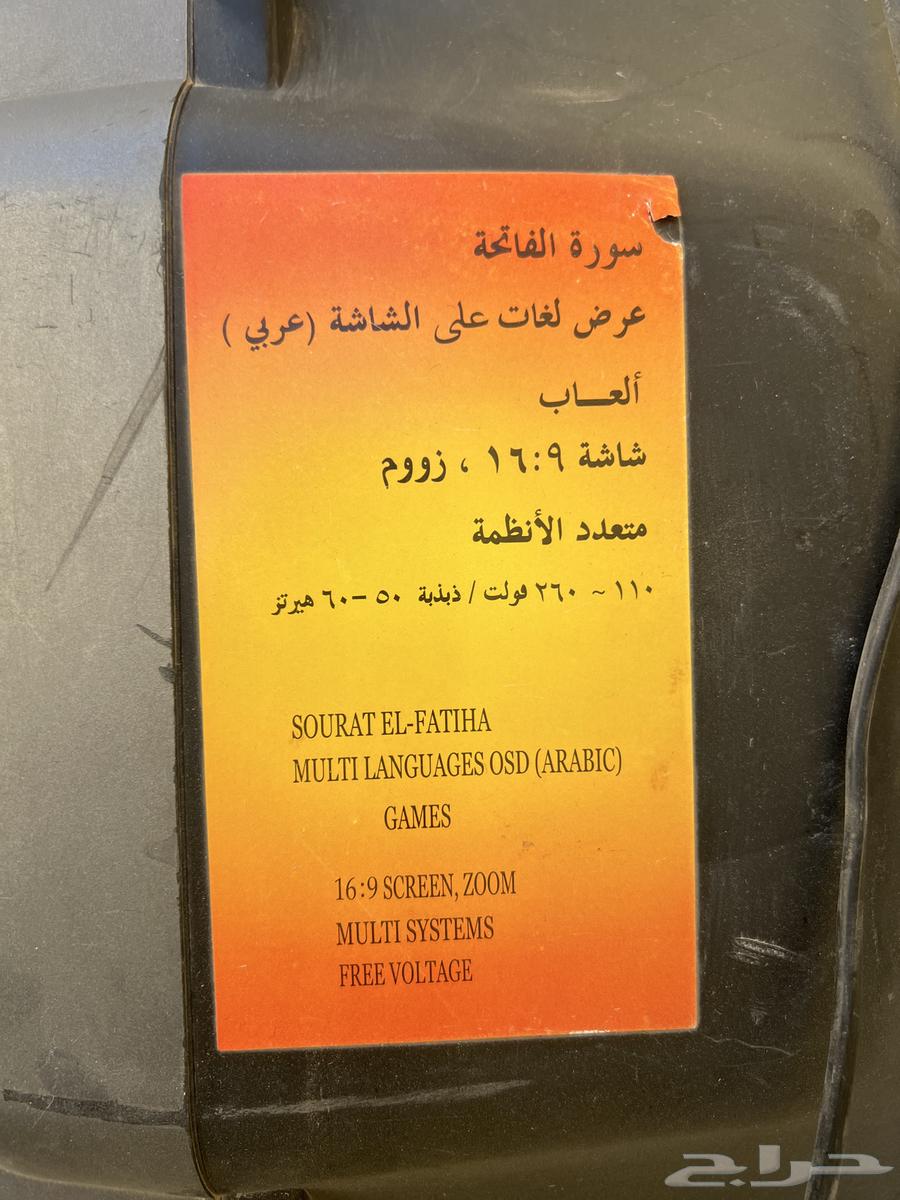 سورة الفاتحة
عرض لغات على الشاشة (عربي )
ألعـــاب
شاشة ١٦:٩ ، زووم
متعدد الأنظمة
١١٠ ~ ٢٦٠ فولت / ذبذبة ٥٠ –٦٠ هيرتز
SOURAT EL-FATIHA
MULTI LANGUAGES OSD (ARABIC)
GAMES
16:9 SCREEN, ZOOM
MULTI SYSTEMS
FREE VOLTAGE
حراج